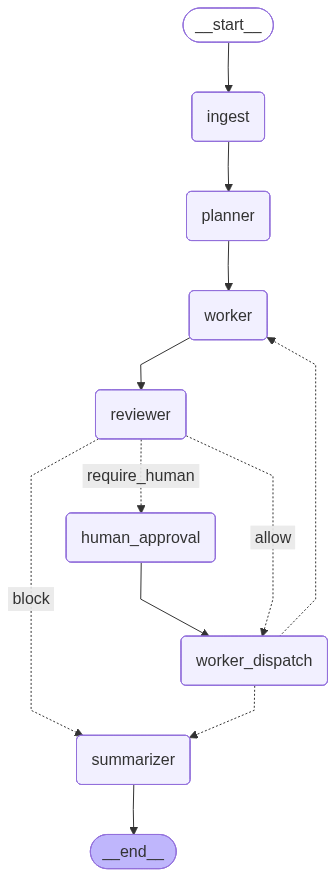 __start__
ingest
planner
worker
reviewer
require_human
human_approval
allow
block
worker_dispatch
summarizer
__end__